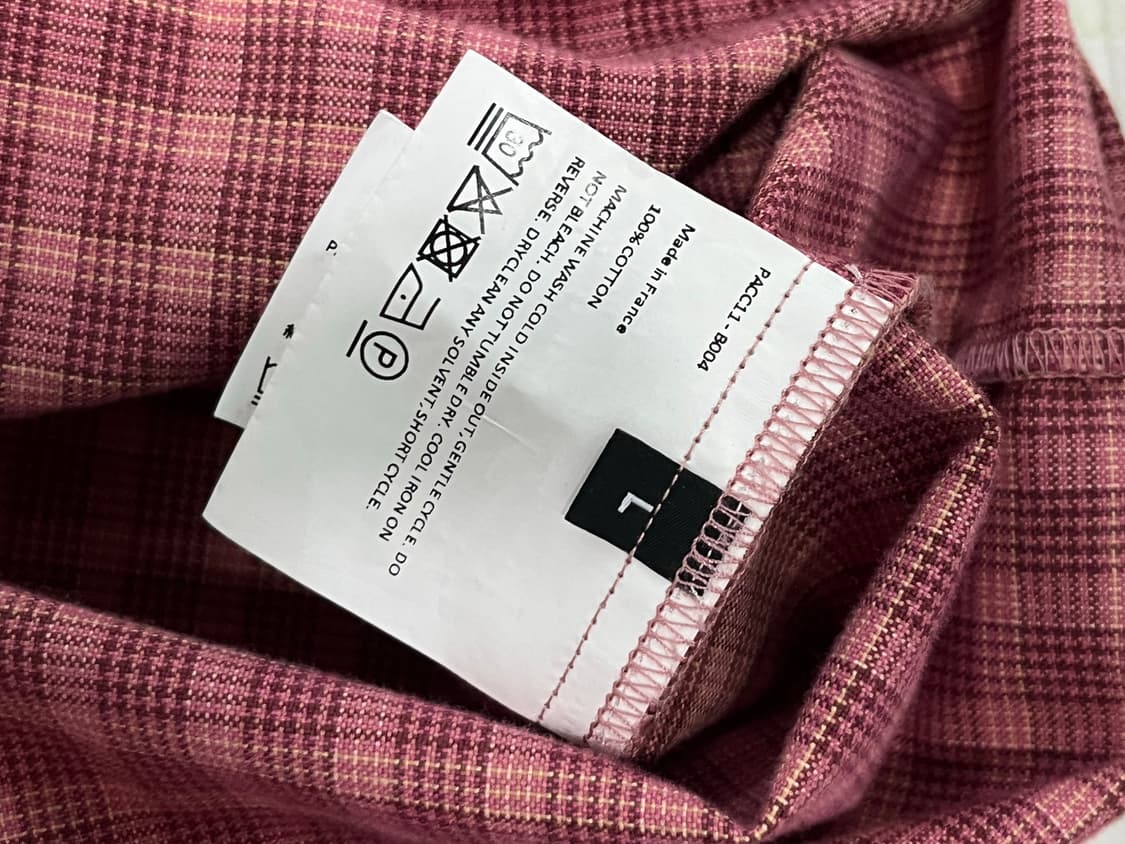 PACC11 - B004
Made in France
100% COTTON
MACHINE WASH COLD INSIDE OUT, GENTLE CYCLE. DO
NOT BLEACH. DO NOT TUMBLE DRY. COOL IRON ON
REVERSE. DRYCLEAN ANY SOLVENT, SHORT CYCLE.
30
P
L